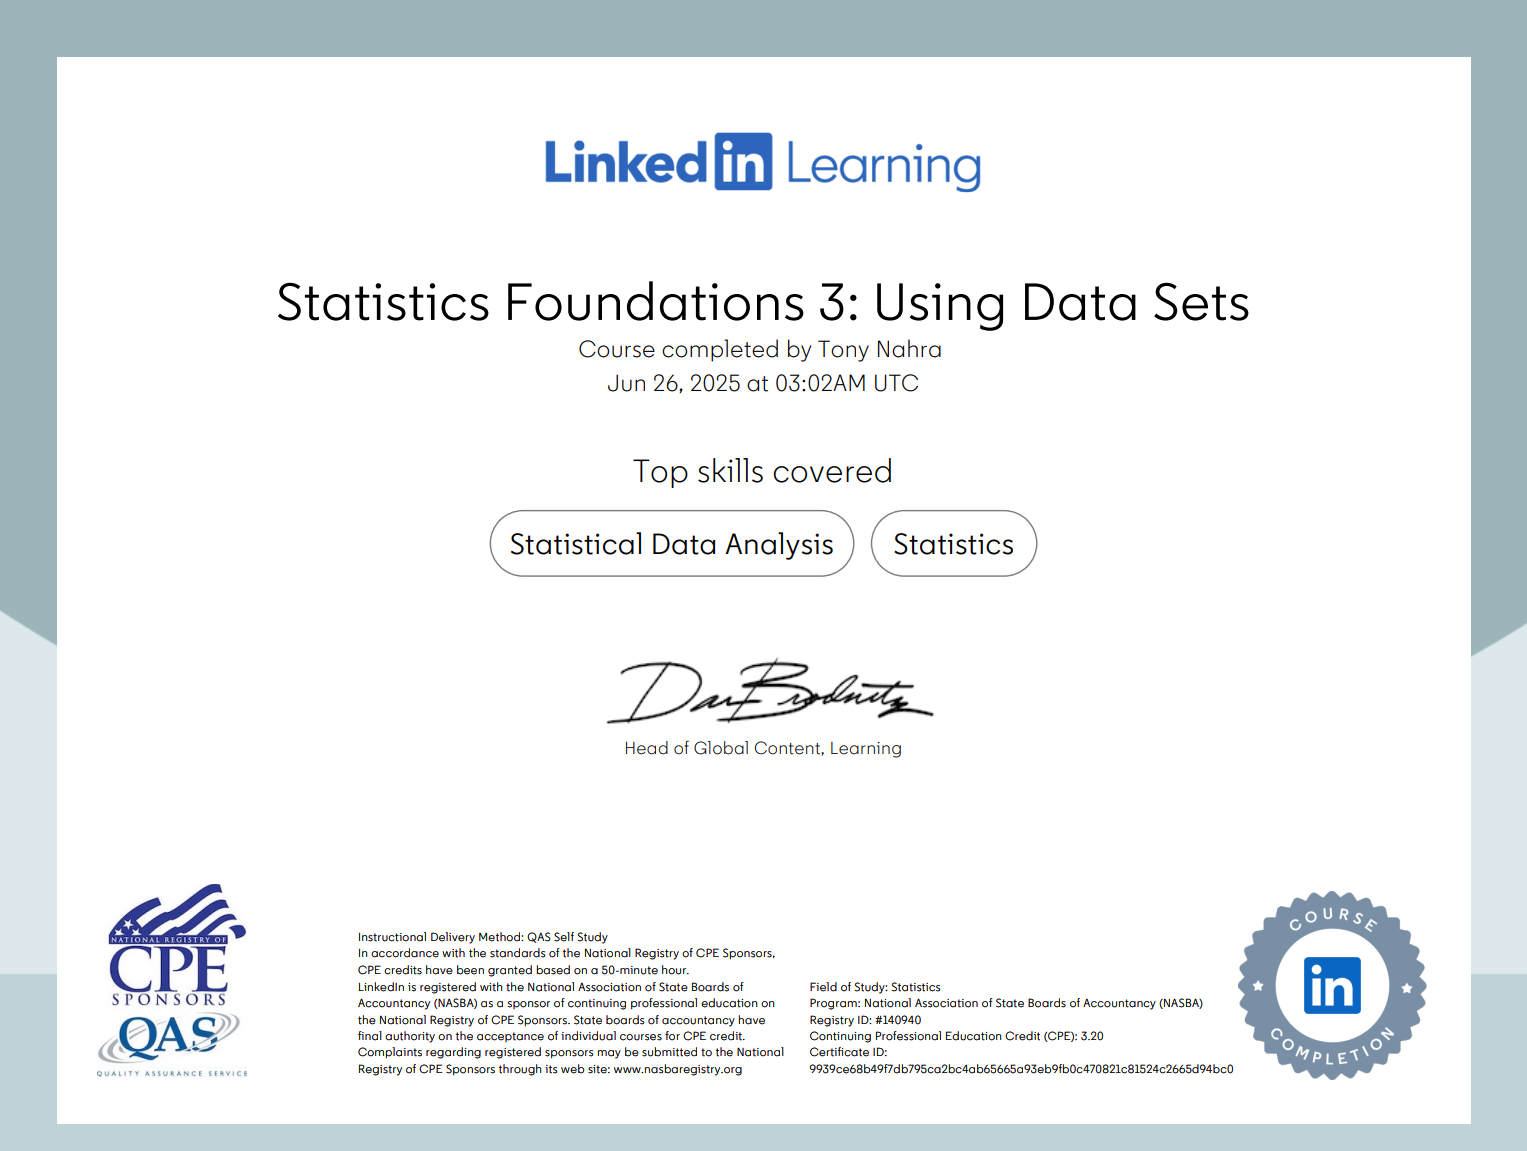 Linked in Learning
Statistics Foundations 3: Using Data Sets
Course completed by Tony Nahra
Jun 26, 2025 at 03:02AM UTC
Top skills covered
Statistical Data Analysis
Statistics
Dan Brodnitz
Head of Global Content, Learning
NATIONAL REGISTRY OF
CPE
SPONSORS
QAS
QUALITY ASSURANCE SERVICE
Instructional Delivery Method: QAS Self Study
In accordance with the standards of the National Registry of CPE Sponsors,
CPE credits have been granted based on a 50-minute hour.
LinkedIn is registered with the National Association of State Boards of
Accountancy (NASBA) as a sponsor of continuing professional education on
the National Registry of CPE Sponsors. State boards of accountancy have
final authority on the acceptance of individual courses for CPE credit.
Complaints regarding registered sponsors may be submitted to the National
Registry of CPE Sponsors through its web site: www.nasbaregistry.org
Field of Study: Statistics
Program: National Association of State Boards of Accountancy (NASBA)
Registry ID: #140940
Continuing Professional Education Credit (CPE): 3.20
Certificate ID:
9939ce68b49f7db795ca2bc4ab65665a93eb9fb0c470821c81524c2665d94bc0
COURSE
in
COMPLETION